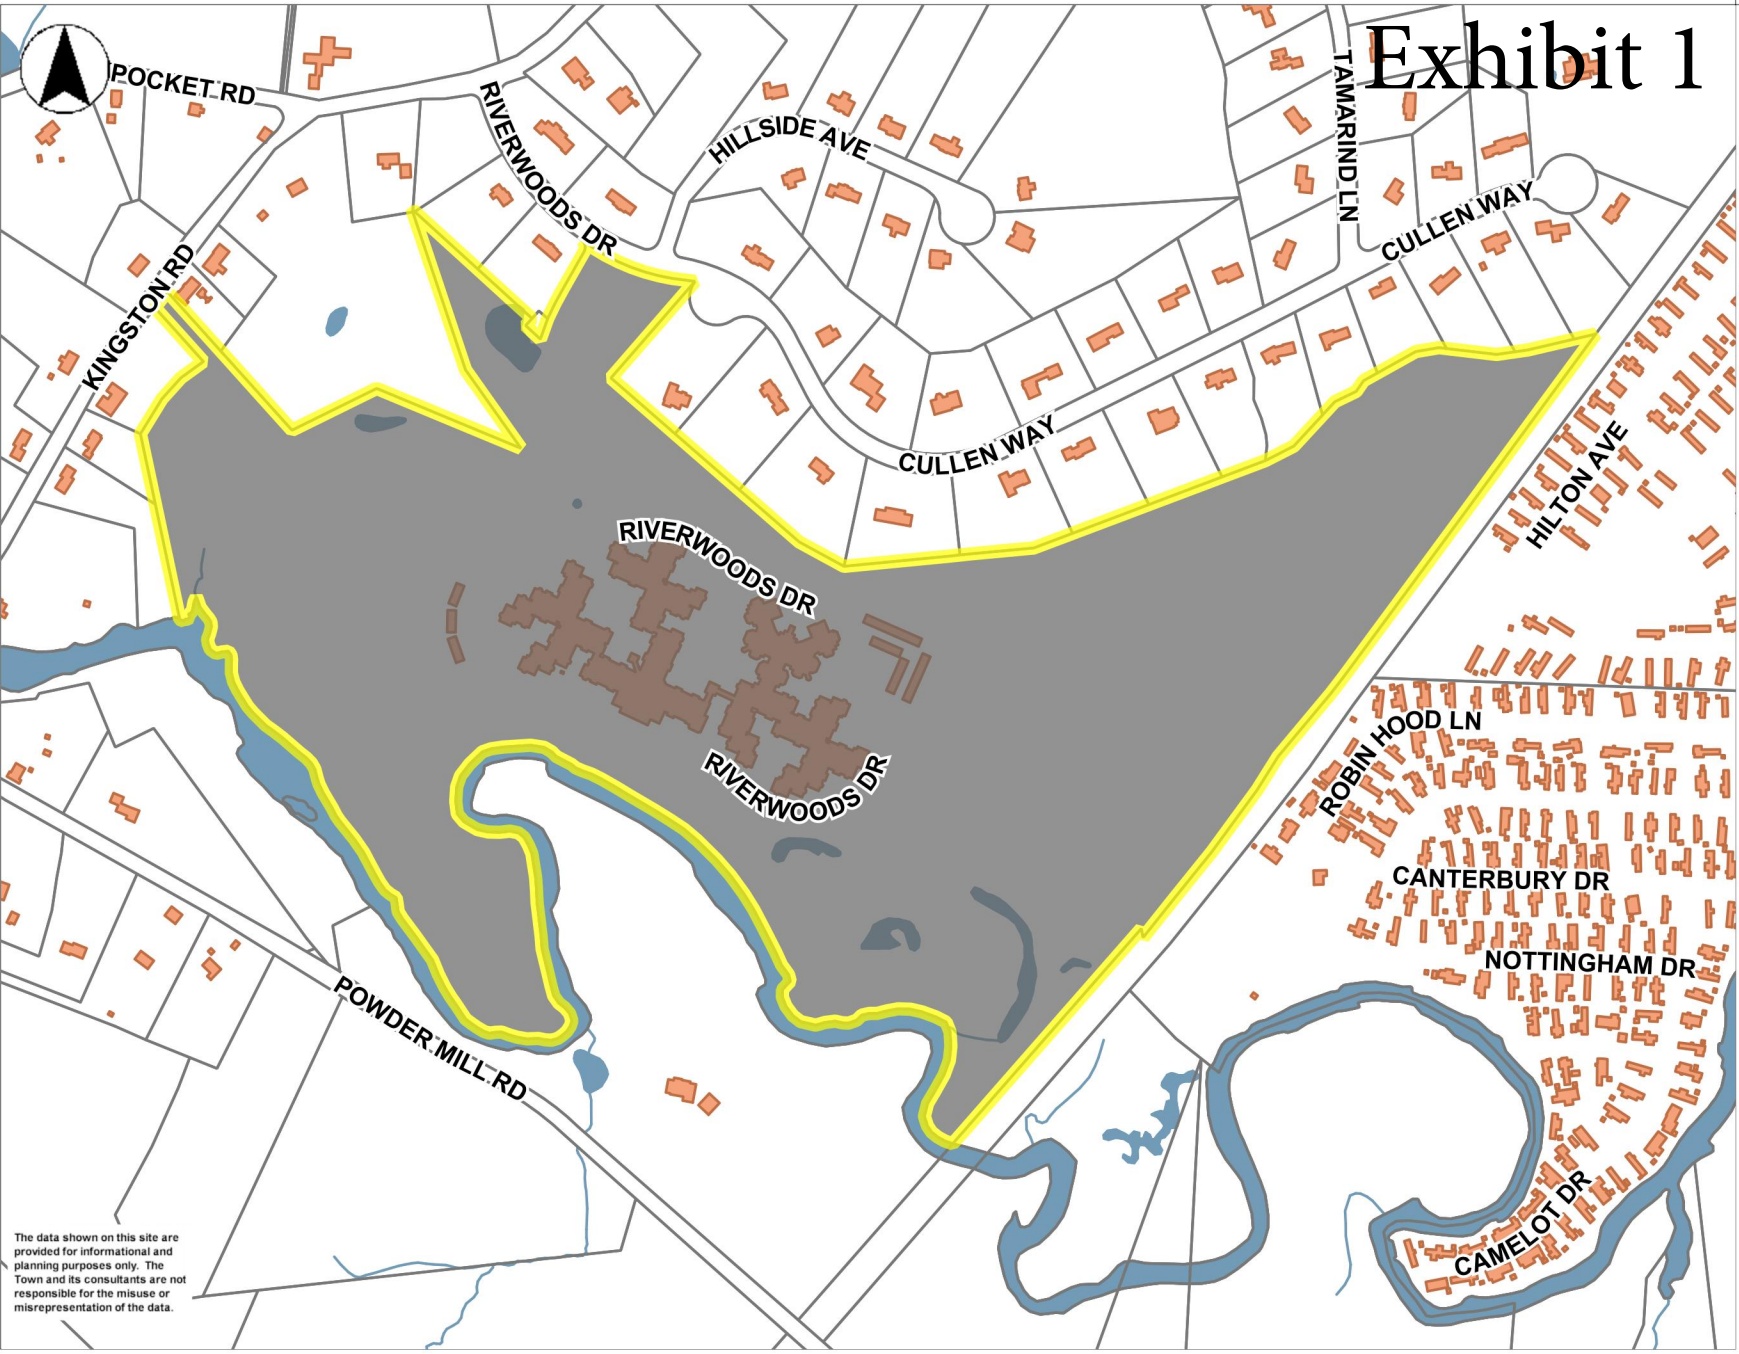 Exhibit 1
POCKET RD
RIVERWOODS DR
HILLSIDE AVE
TAMARIND LN
CULLEN WAY
KINGSTON RD
CULLEN WAY
HILTON AVE
RIVERWOODS DR
ROBIN HOOD LN
RIVERWOODS DR
CANTERBURY DR
NOTTINGHAM DR
POWDER MILL RD
CAMELOT DR
The data shown on this site are
provided for informational and
planning purposes only. The
Town and its consultants are not
responsible for the misuse or
misrepresentation of the data.